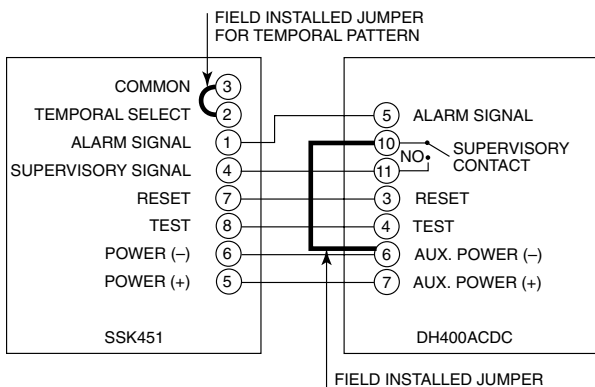 FIELD INSTALLED JUMPER
FOR TEMPORAL PATTERN
COMMON 3
TEMPORAL SELECT 2
ALARM SIGNAL 1
SUPERVISORY SIGNAL 4
RESET 7
TEST 8
POWER (–) 6
POWER (+) 5
SSK451
5 ALARM SIGNAL
10
NO
SUPERVISORY
CONTACT
11
3 RESET
4 TEST
6 AUX. POWER (–)
7 AUX. POWER (+)
DH400ACDC
FIELD INSTALLED JUMPER